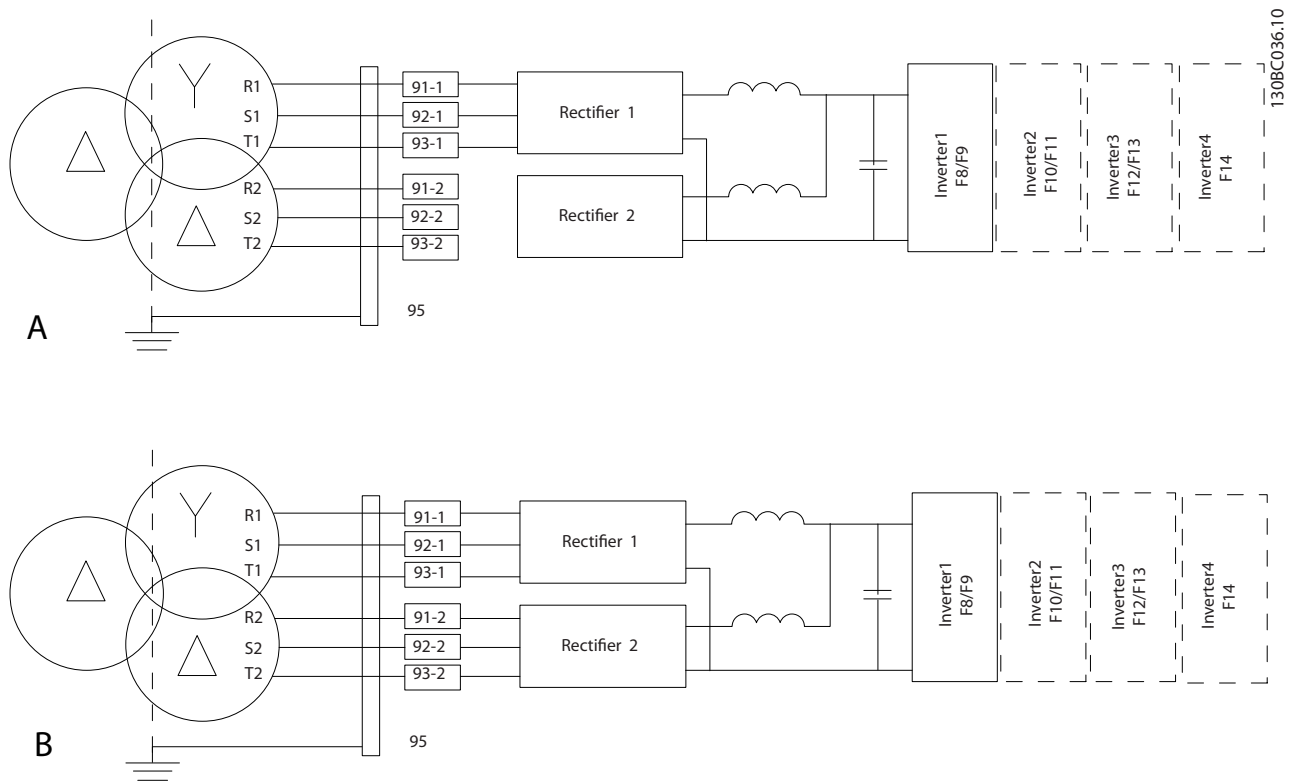 130BC036.10
R1
S1
T1
R2
S2
T2
91-1
92-1
93-1
91-2
92-2
93-2
95
Rectifier 1
Rectifier 2
Inverter1
F8/F9
Inverter2
F10/F11
Inverter3
F12/F13
Inverter4
F14
A
R1
S1
T1
R2
S2
T2
91-1
92-1
93-1
91-2
92-2
93-2
95
Rectifier 1
Rectifier 2
Inverter1
F8/F9
Inverter2
F10/F11
Inverter3
F12/F13
Inverter4
F14
B